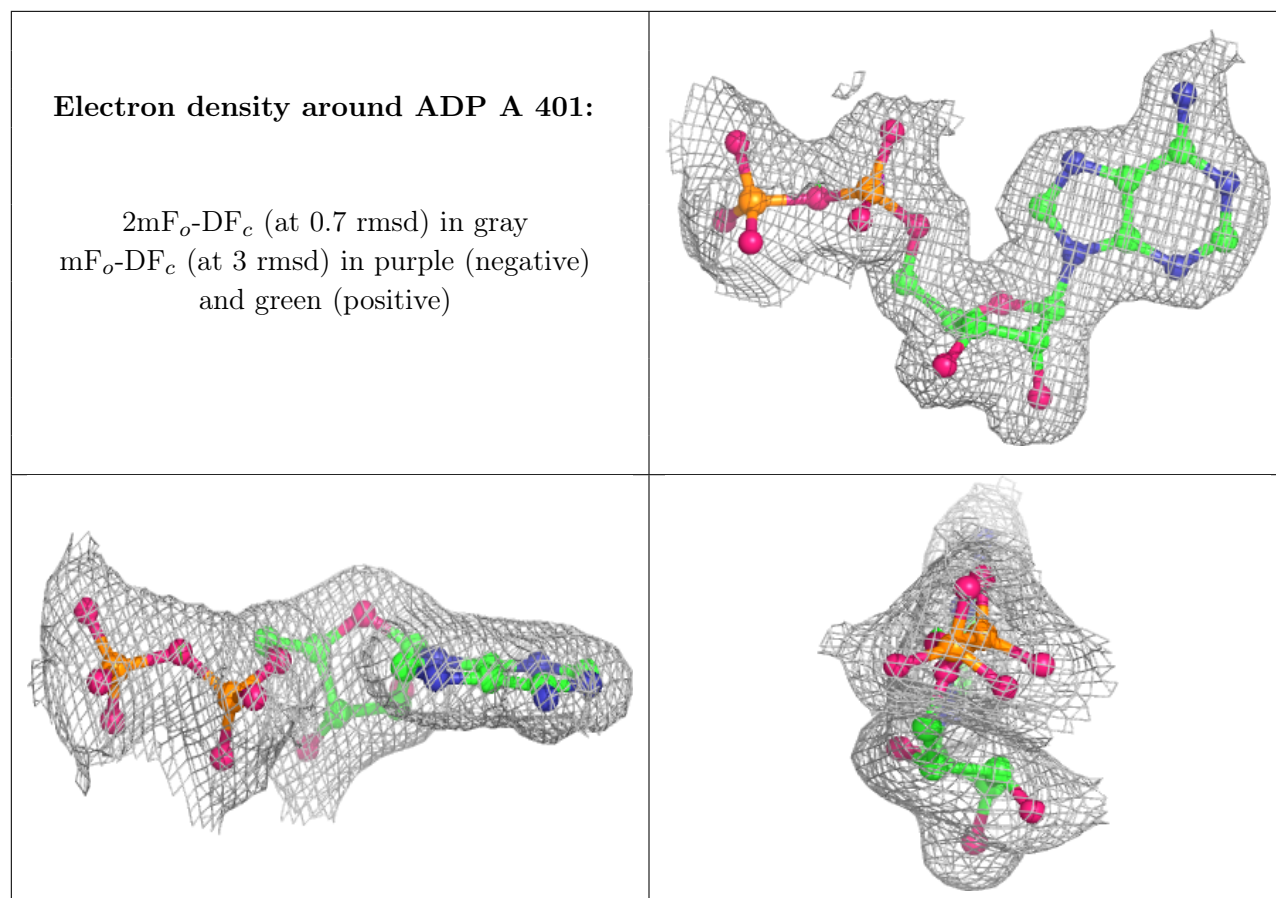 Electron density around ADP A 401:
2mFo-DFc (at 0.7 rmsd) in gray
mFo-DFc (at 3 rmsd) in purple (negative)
and green (positive)